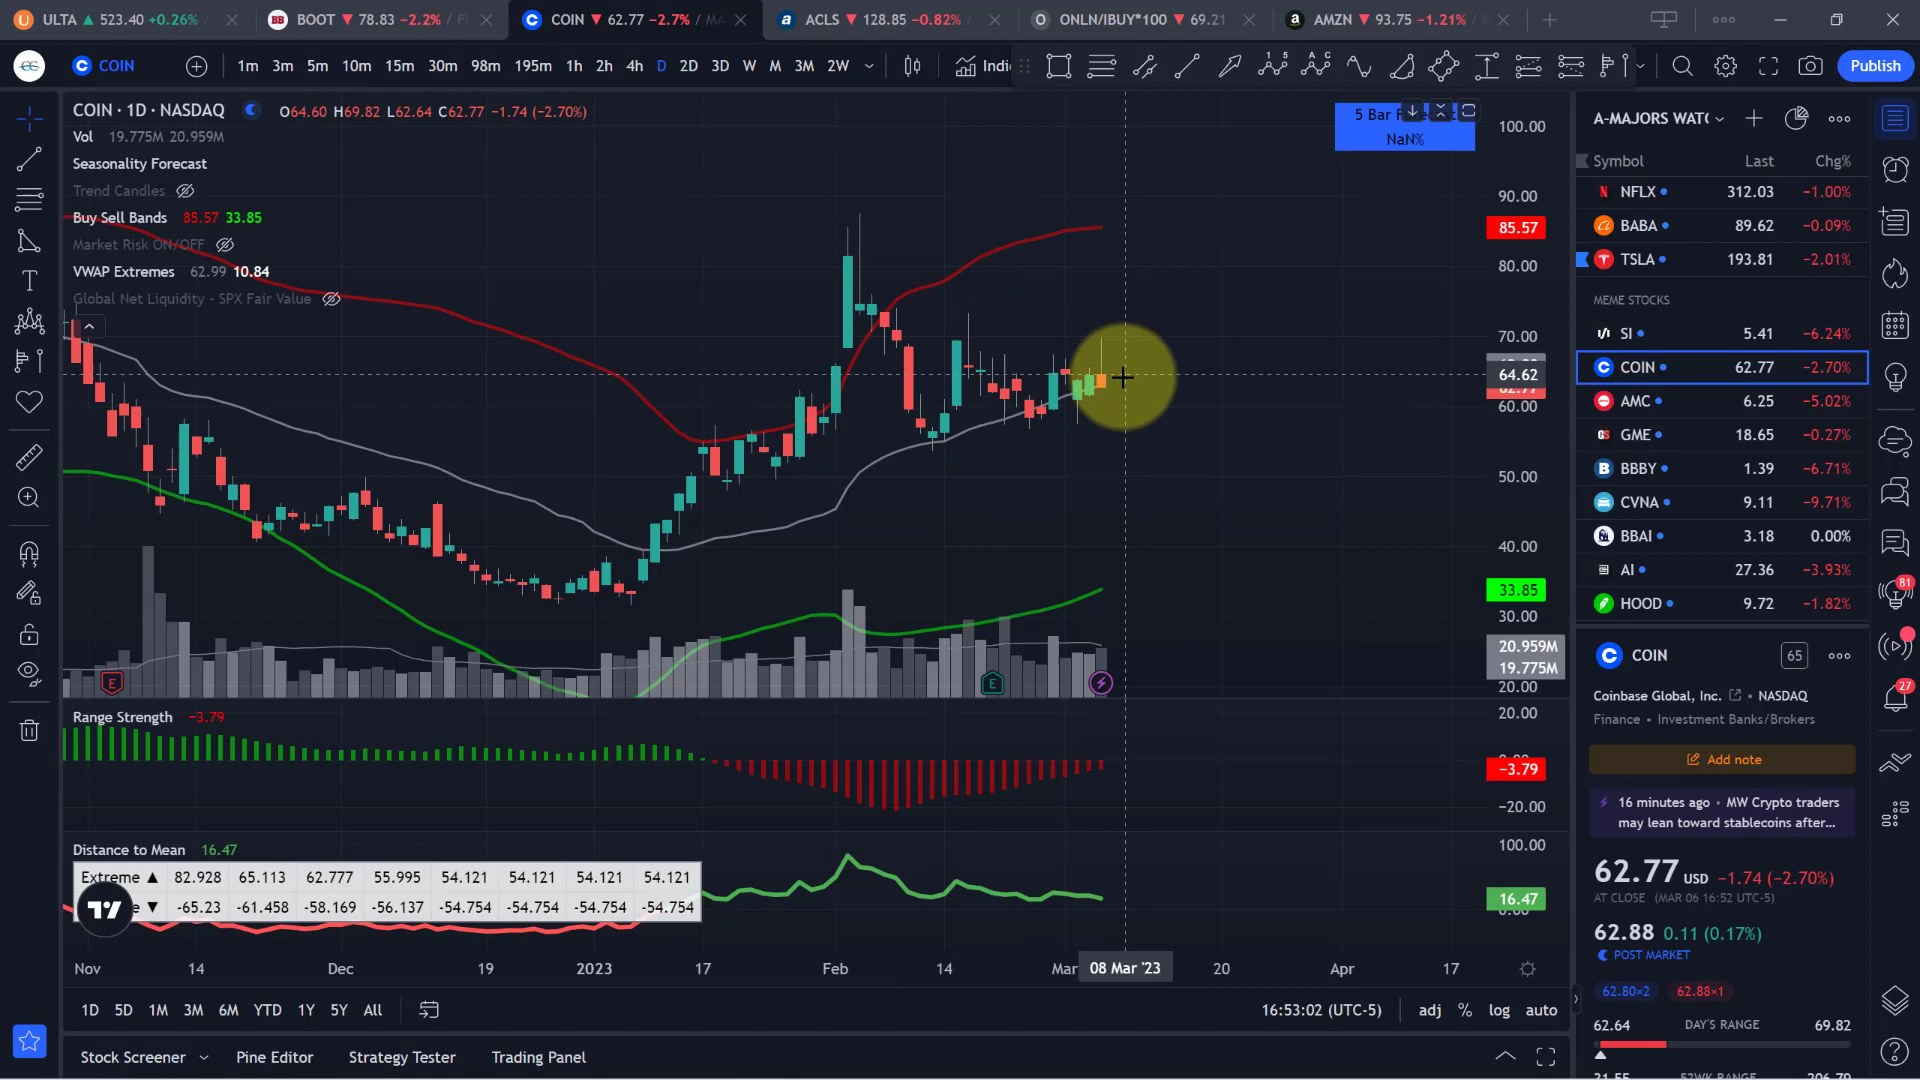 ULTA ▲ 523.40 +0.26%
BOOT ▼ 78.83 −2.2% / FL
COIN ▼ 62.77 −2.7% / MA
ACLS ▼ 128.85 −0.82%
ONLN/IBUY*100 ▼ 69.21
AMZN ▼ 93.75 −1.21%
COIN
1m 3m 5m 10m 15m 30m 98m 195m 1h 2h 4h D 2D 3D W M 3M 2W
Indi
Publish
COIN · 1D · NASDAQ O64.60 H69.82 L62.64 C62.77 −1.74 (−2.70%)
Vol 19.775M 20.959M
Seasonality Forecast
Trend Candles
Buy Sell Bands 85.57 33.85
Market Risk ON/OFF
VWAP Extremes 62.99 10.84
Global Net Liquidity - SPX Fair Value
5 Bar
NaN%
100.00
90.00
85.57
80.00
70.00
64.62
60.00
50.00
40.00
33.85
30.00
20.959M
19.775M
20.00
E
E
Range Strength −3.79
20.00
−3.79
−20.00
Distance to Mean 16.47
100.00
16.47
Extreme ▲ 82.928 65.113 62.777 55.995 54.121 54.121 54.121 54.121
e ▼ -65.23 -61.458 -58.169 -56.137 -54.754 -54.754 -54.754 -54.754
Nov 14 Dec 19 2023 17 Feb 14 Mar 08 Mar '23 20 Apr 17
1D 5D 1M 3M 6M YTD 1Y 5Y All
16:53:02 (UTC-5) adj % log auto
Stock Screener Pine Editor Strategy Tester Trading Panel
A-MAJORS WATC
Symbol Last Chg%
NFLX 312.03 −1.00%
BABA 89.62 −0.09%
TSLA 193.81 −2.01%
MEME STOCKS
SI 5.41 −6.24%
COIN 62.77 −2.70%
AMC 6.25 −5.02%
GME 18.65 −0.27%
BBBY 1.39 −6.71%
CVNA 9.11 −9.71%
BBAI 3.18 0.00%
AI 27.36 −3.93%
HOOD 9.72 −1.82%
COIN 65
Coinbase Global, Inc. • NASDAQ
Finance • Investment Banks/Brokers
Add note
16 minutes ago • MW Crypto traders
may lean toward stablecoins after...
62.77 USD −1.74 (−2.70%)
AT CLOSE (MAR 06 16:52 UTC-5)
62.88 0.11 (0.17%)
POST MARKET
62.80×2 62.88×1
62.64 DAY'S RANGE 69.82
81
27